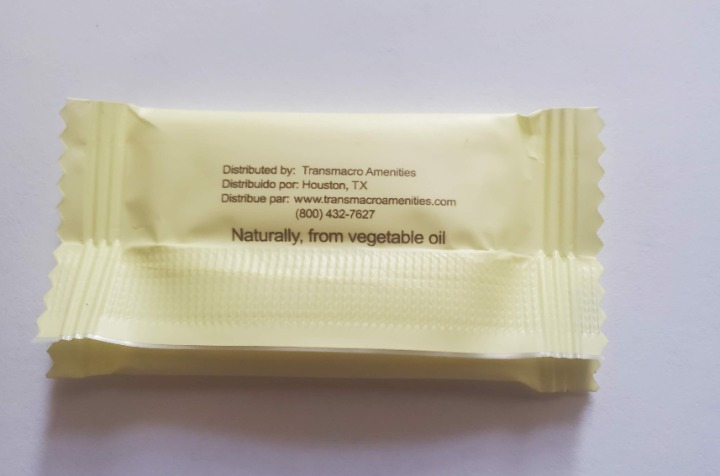 Distributed by: Transmacro Amenities
Distribuido por: Houston, TX
Distribue par: www.transmacroamenities.com
(800) 432-7627
Naturally, from vegetable oil